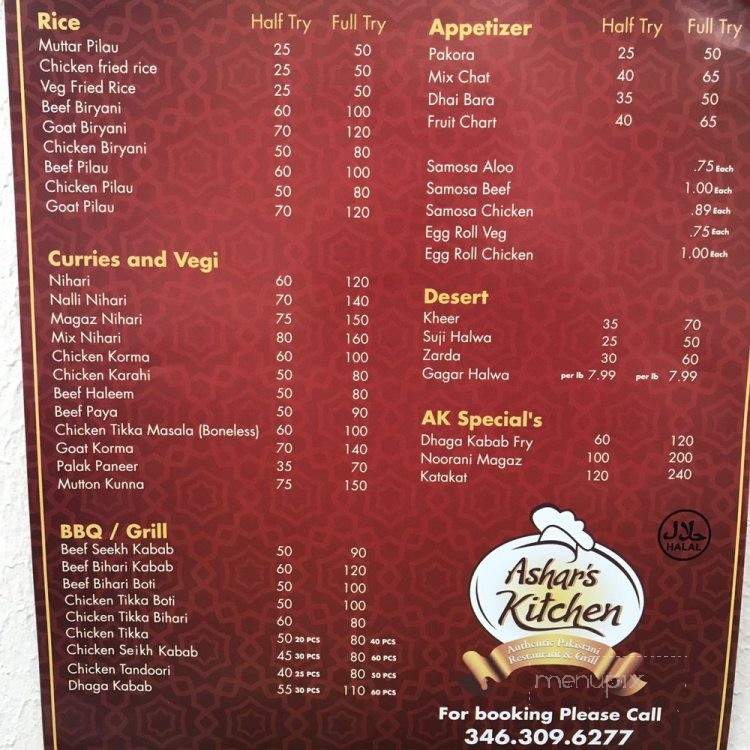 Rice Half Try Full Try
Muttar Pilau 25 50
Chicken fried rice 25 50
Veg Fried Rice 25 50
Beef Biryani 60 100
Goat Biryani 70 120
Chicken Biryani 50 80
Beef Pilau 60 100
Chicken Pilau 50 80
Goat Pilau 70 120
Curries and Vegi
Nihari 60 120
Nalli Nihari 70 140
Magaz Nihari 75 150
Mix Nihari 80 160
Chicken Korma 60 100
Chicken Karahi 50 80
Beef Haleem 50 80
Beef Paya 50 90
Chicken Tikka Masala (Boneless) 60 100
Goat Korma 70 140
Palak Paneer 35 70
Mutton Kunna 75 150
BBQ / Grill
Beef Seekh Kabab 50 90
Beef Bihari Kabab 60 120
Beef Bihari Boti 50 100
Chicken Tikka Boti 50 100
Chicken Tikka Bihari 60 80
Chicken Tikka 50 20 PCS 80 40 PCS
Chicken Seikh Kabab 45 30 PCS 80 60 PCS
Chicken Tandoori 40 25 PCS 80 50 PCS
Dhaga Kabab 55 30 PCS 110 60 PCS
Appetizer Half Try Full Try
Pakora 25 50
Mix Chat 40 65
Dhai Bara 35 50
Fruit Chart 40 65
Samosa Aloo .75 Each
Samosa Beef 1.00 Each
Samosa Chicken .89 Each
Egg Roll Veg .75 Each
Egg Roll Chicken 1.00 Each
Desert
Kheer 35 70
Suji Halwa 25 50
Zarda 30 60
Gagar Halwa per lb 7.99 per lb 7.99
AK Special's
Dhaga Kabab Fry 60 120
Noorani Magaz 100 200
Katakat 120 240
حلال
HALAL
Ashar's
Kitchen
Authentic Pakistani
Restaurant & Grill
menupix
For booking Please Call
346.309.6277